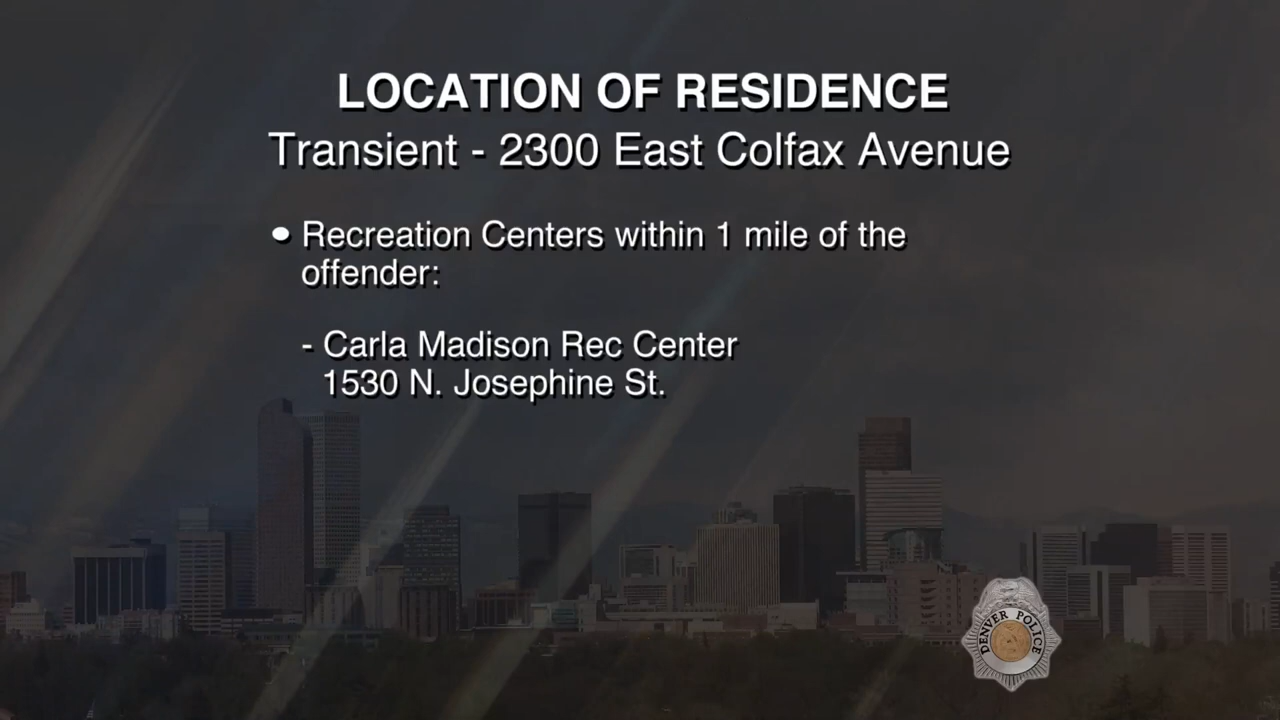 LOCATION OF RESIDENCE
Transient - 2300 East Colfax Avenue
• Recreation Centers within 1 mile of the
offender:
- Carla Madison Rec Center
1530 N. Josephine St.
DENVER POLICE